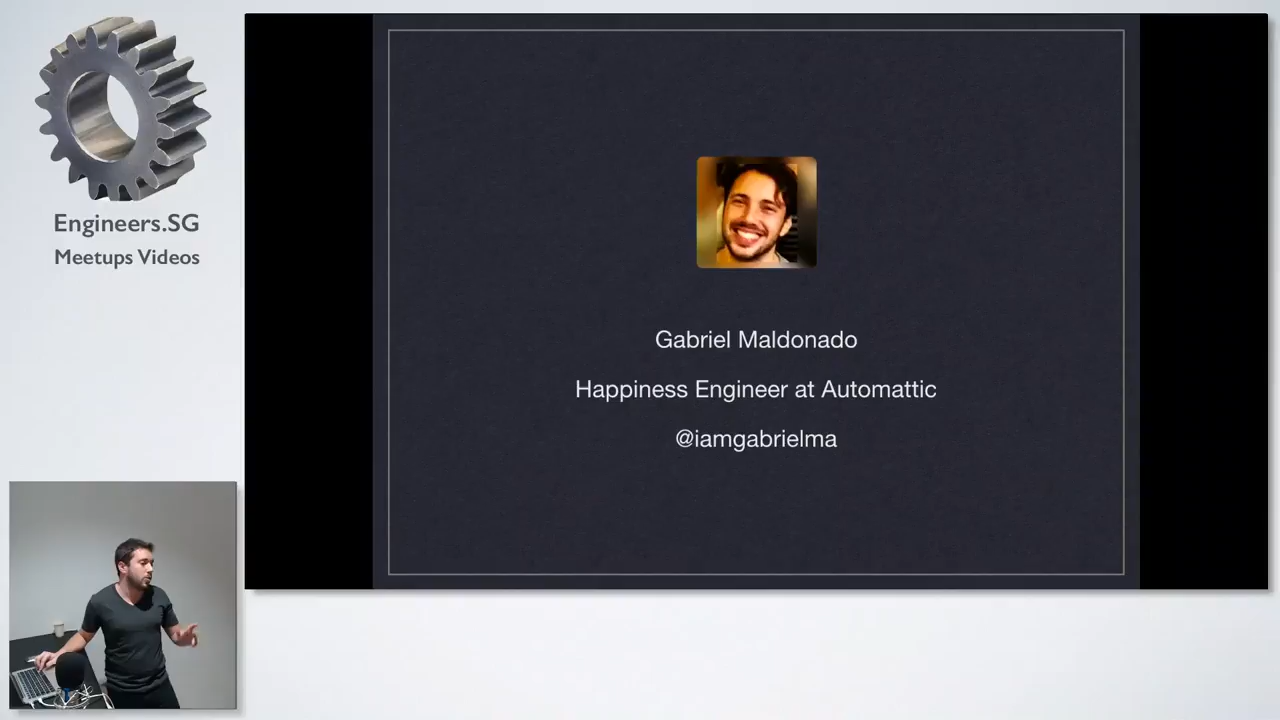 Engineers.SG
Meetups Videos
Gabriel Maldonado
Happiness Engineer at Automattic
@iamgabrielma